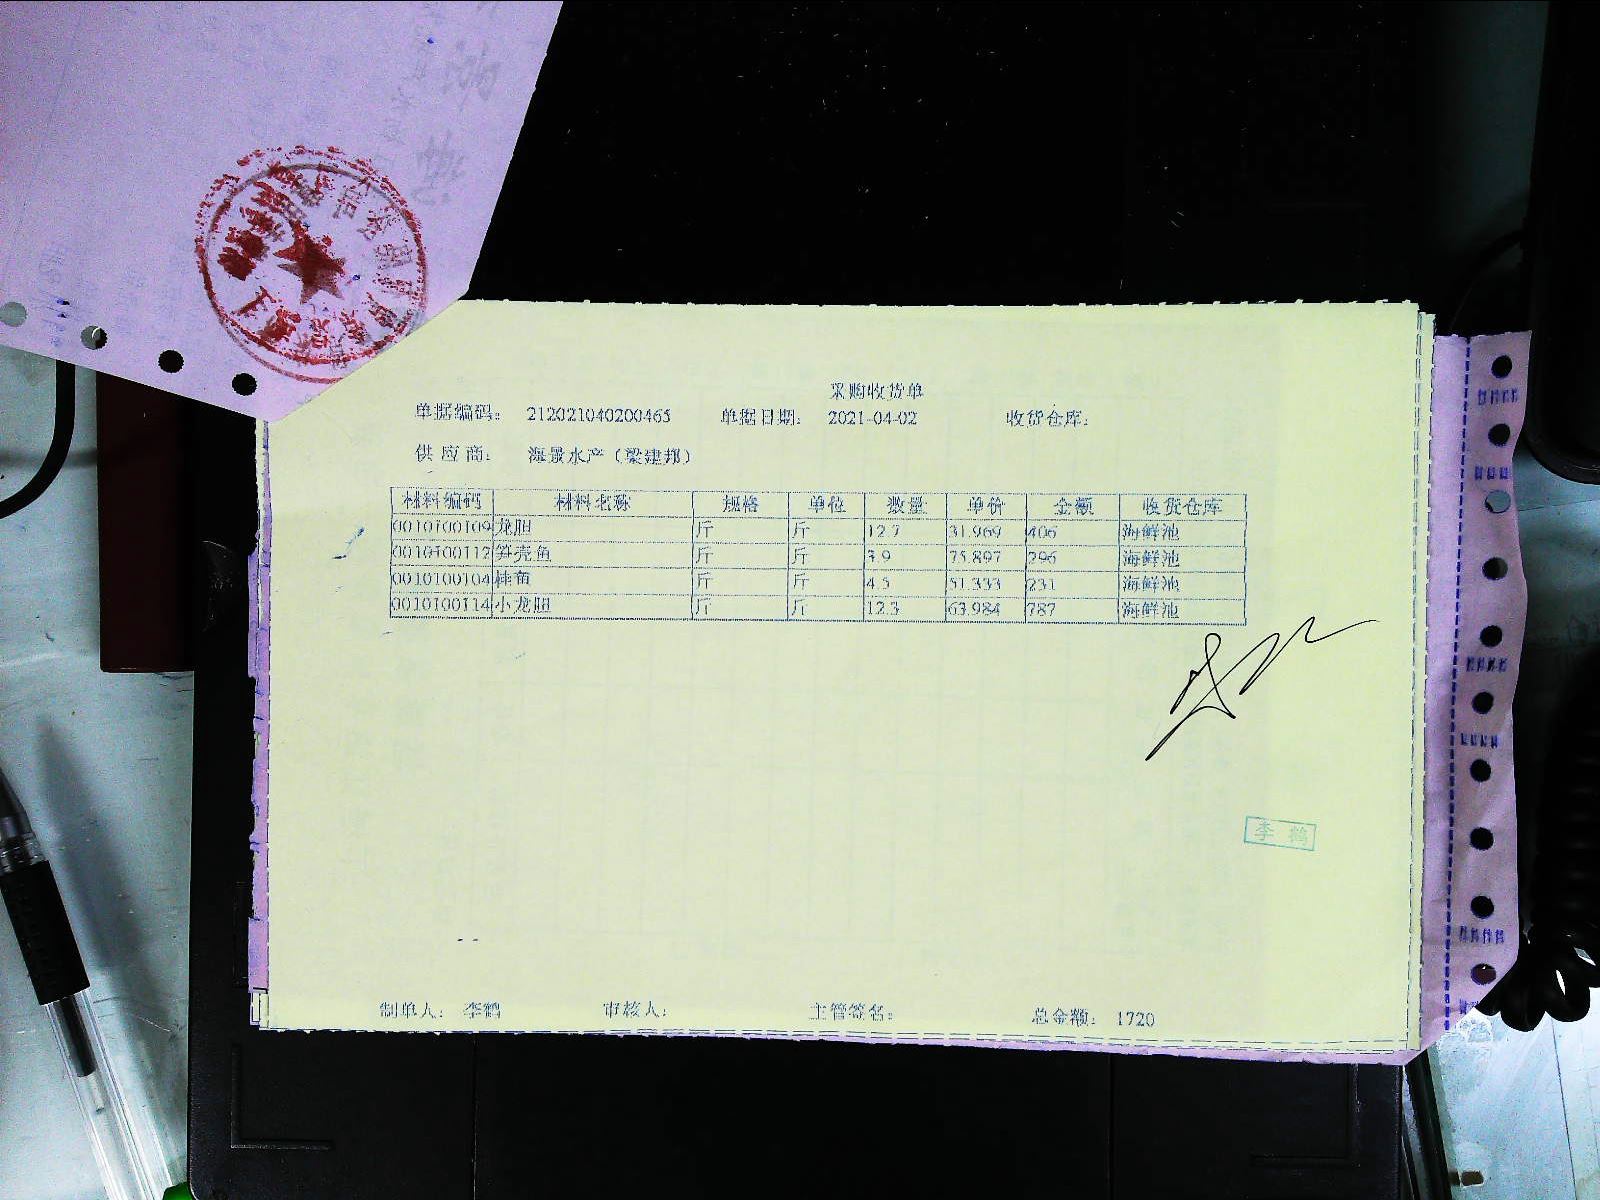 采购收货单
单据编码： 212021040200465 单据日期： 2021-04-02 收货仓库：
供应商： 海景水产（梁建邦）
材料编码 材料名称 规格 单位 数量 单价 金额 收货仓库
0010100109 龙胆 斤 斤 12.7 31.969 406 海鲜池
0010100112 笋壳鱼 斤 斤 3.9 75.897 296 海鲜池
0010100104 桂鱼 斤 斤 4.5 51.333 231 海鲜池
0010100114 小龙胆 斤 斤 12.3 63.984 787 海鲜池
李鹤
制单人： 李鹤 审核人： 主管签名： 总金额： 1720